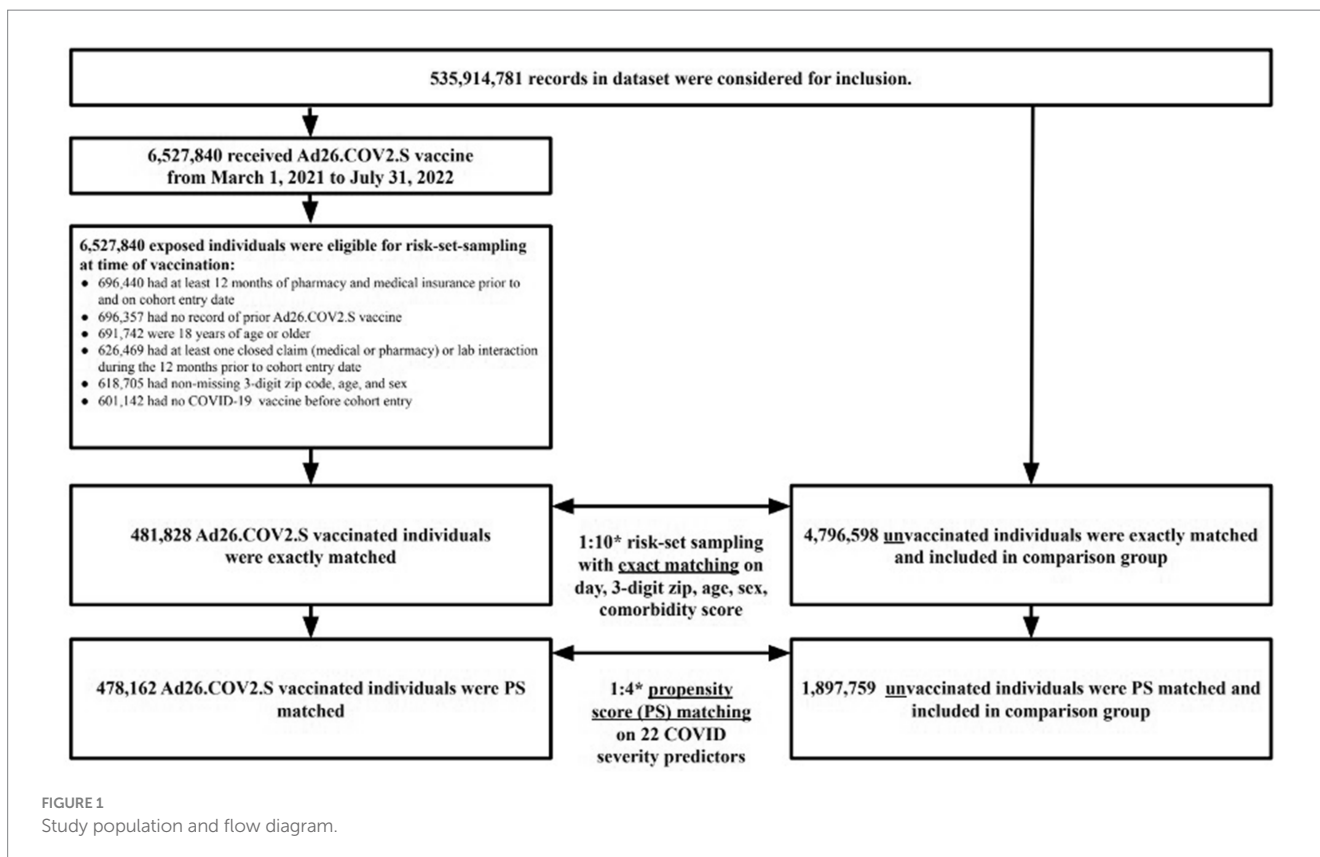 535,914,781 records in dataset were considered for inclusion.
6,527,840 received Ad26.COV2.S vaccine
from March 1, 2021 to July 31, 2022
6,527,840 exposed individuals were eligible for risk-set-sampling
at time of vaccination:
● 696,440 had at least 12 months of pharmacy and medical insurance prior to
and on cohort entry date
● 696,357 had no record of prior Ad26.COV2.S vaccine
● 691,742 were 18 years of age or older
● 626,469 had at least one closed claim (medical or pharmacy) or lab interaction
during the 12 months prior to cohort entry date
● 618,705 had non-missing 3-digit zip code, age, and sex
● 601,142 had no COVID-19 vaccine before cohort entry
481,828 Ad26.COV2.S vaccinated individuals
were exactly matched
1:10* risk-set sampling
with exact matching on
day, 3-digit zip, age, sex,
comorbidity score
4,796,598 unvaccinated individuals were exactly matched
and included in comparison group
478,162 Ad26.COV2.S vaccinated individuals were PS
matched
1:4* propensity
score (PS) matching
on 22 COVID
severity predictors
1,897,759 unvaccinated individuals were PS matched and
included in comparison group
FIGURE 1
Study population and flow diagram.